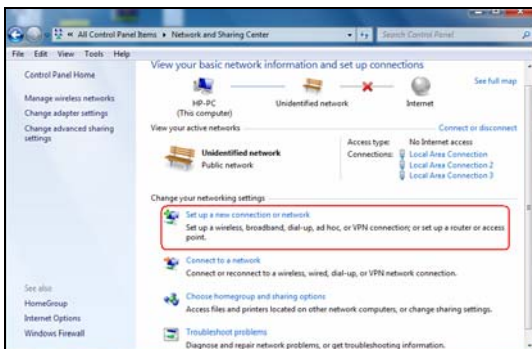 « All Control Panel Items ▸ Network and Sharing Center
Search Control Panel
File Edit View Tools Help
Control Panel Home
Manage wireless networks
Change adapter settings
Change advanced sharing
settings
See also
HomeGroup
Internet Options
Windows Firewall
View your basic network information and set up connections
See full map
HP-PC
(This computer)
Unidentified network
Internet
View your active networks
Connect or disconnect
Unidentified network
Public network
Access type: No Internet access
Connections: Local Area Connection
Local Area Connection 2
Local Area Connection 3
Change your networking settings
Set up a new connection or network
Set up a wireless, broadband, dial-up, ad hoc, or VPN connection; or set up a router or access
point.
Connect to a network
Connect or reconnect to a wireless, wired, dial-up, or VPN network connection.
Choose homegroup and sharing options
Access files and printers located on other network computers, or change sharing settings.
Troubleshoot problems
Diagnose and repair network problems, or get troubleshooting information.